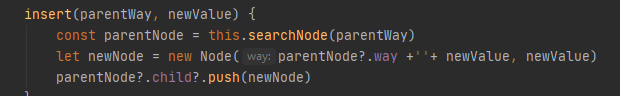 insert(parentWay, newValue) {
const parentNode = this.searchNode(parentWay)
let newNode = new Node( way: parentNode?.way +''+ newValue, newValue)
parentNode?.child?.push(newNode)